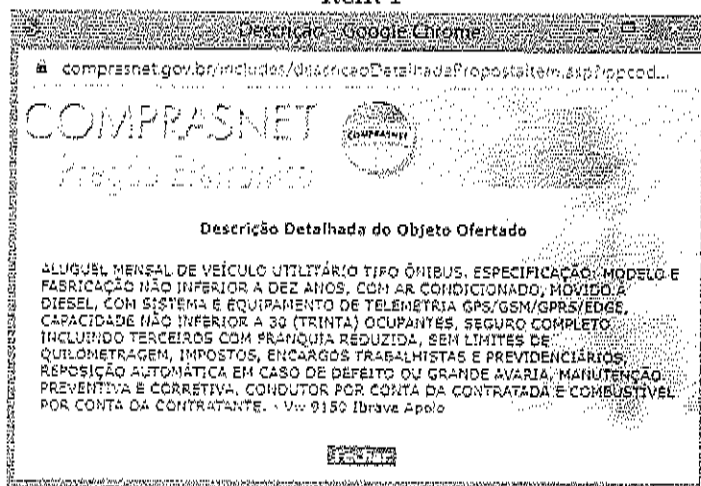 Item 1
Descrição - Google Chrome
comprasnet.gov.br/includes/descricaoDetalhadaPropostaItem.asp?ppcod...
COMPRASNET
COMPRASNET
Pregão Eletrônico
Descrição Detalhada do Objeto Ofertado
ALUGUEL MENSAL DE VEÍCULO UTILITÁRIO TIPO ÔNIBUS. ESPECIFICAÇÃO: MODELO E
FABRICAÇÃO NÃO INFERIOR A DEZ ANOS, COM AR CONDICIONADO, MOVIDO A
DIESEL, COM SISTEMA E EQUIPAMENTO DE TELEMETRIA GPS/GSM/GPRS/EDGE,
CAPACIDADE NÃO INFERIOR A 30 (TRINTA) OCUPANTES, SEGURO COMPLETO
INCLUINDO TERCEIROS COM FRANQUIA REDUZIDA, SEM LIMITES DE
QUILOMETRAGEM, IMPOSTOS, ENCARGOS TRABALHISTAS E PREVIDENCIÁRIOS,
REPOSIÇÃO AUTOMÁTICA EM CASO DE DEFEITO OU GRANDE AVARIA, MANUTENÇÃO
PREVENTIVA E CORRETIVA, CONDUTOR POR CONTA DA CONTRATADA E COMBUSTÍVEL
POR CONTA DA CONTRATANTE. - Vw 9150 Ibrava Apolo